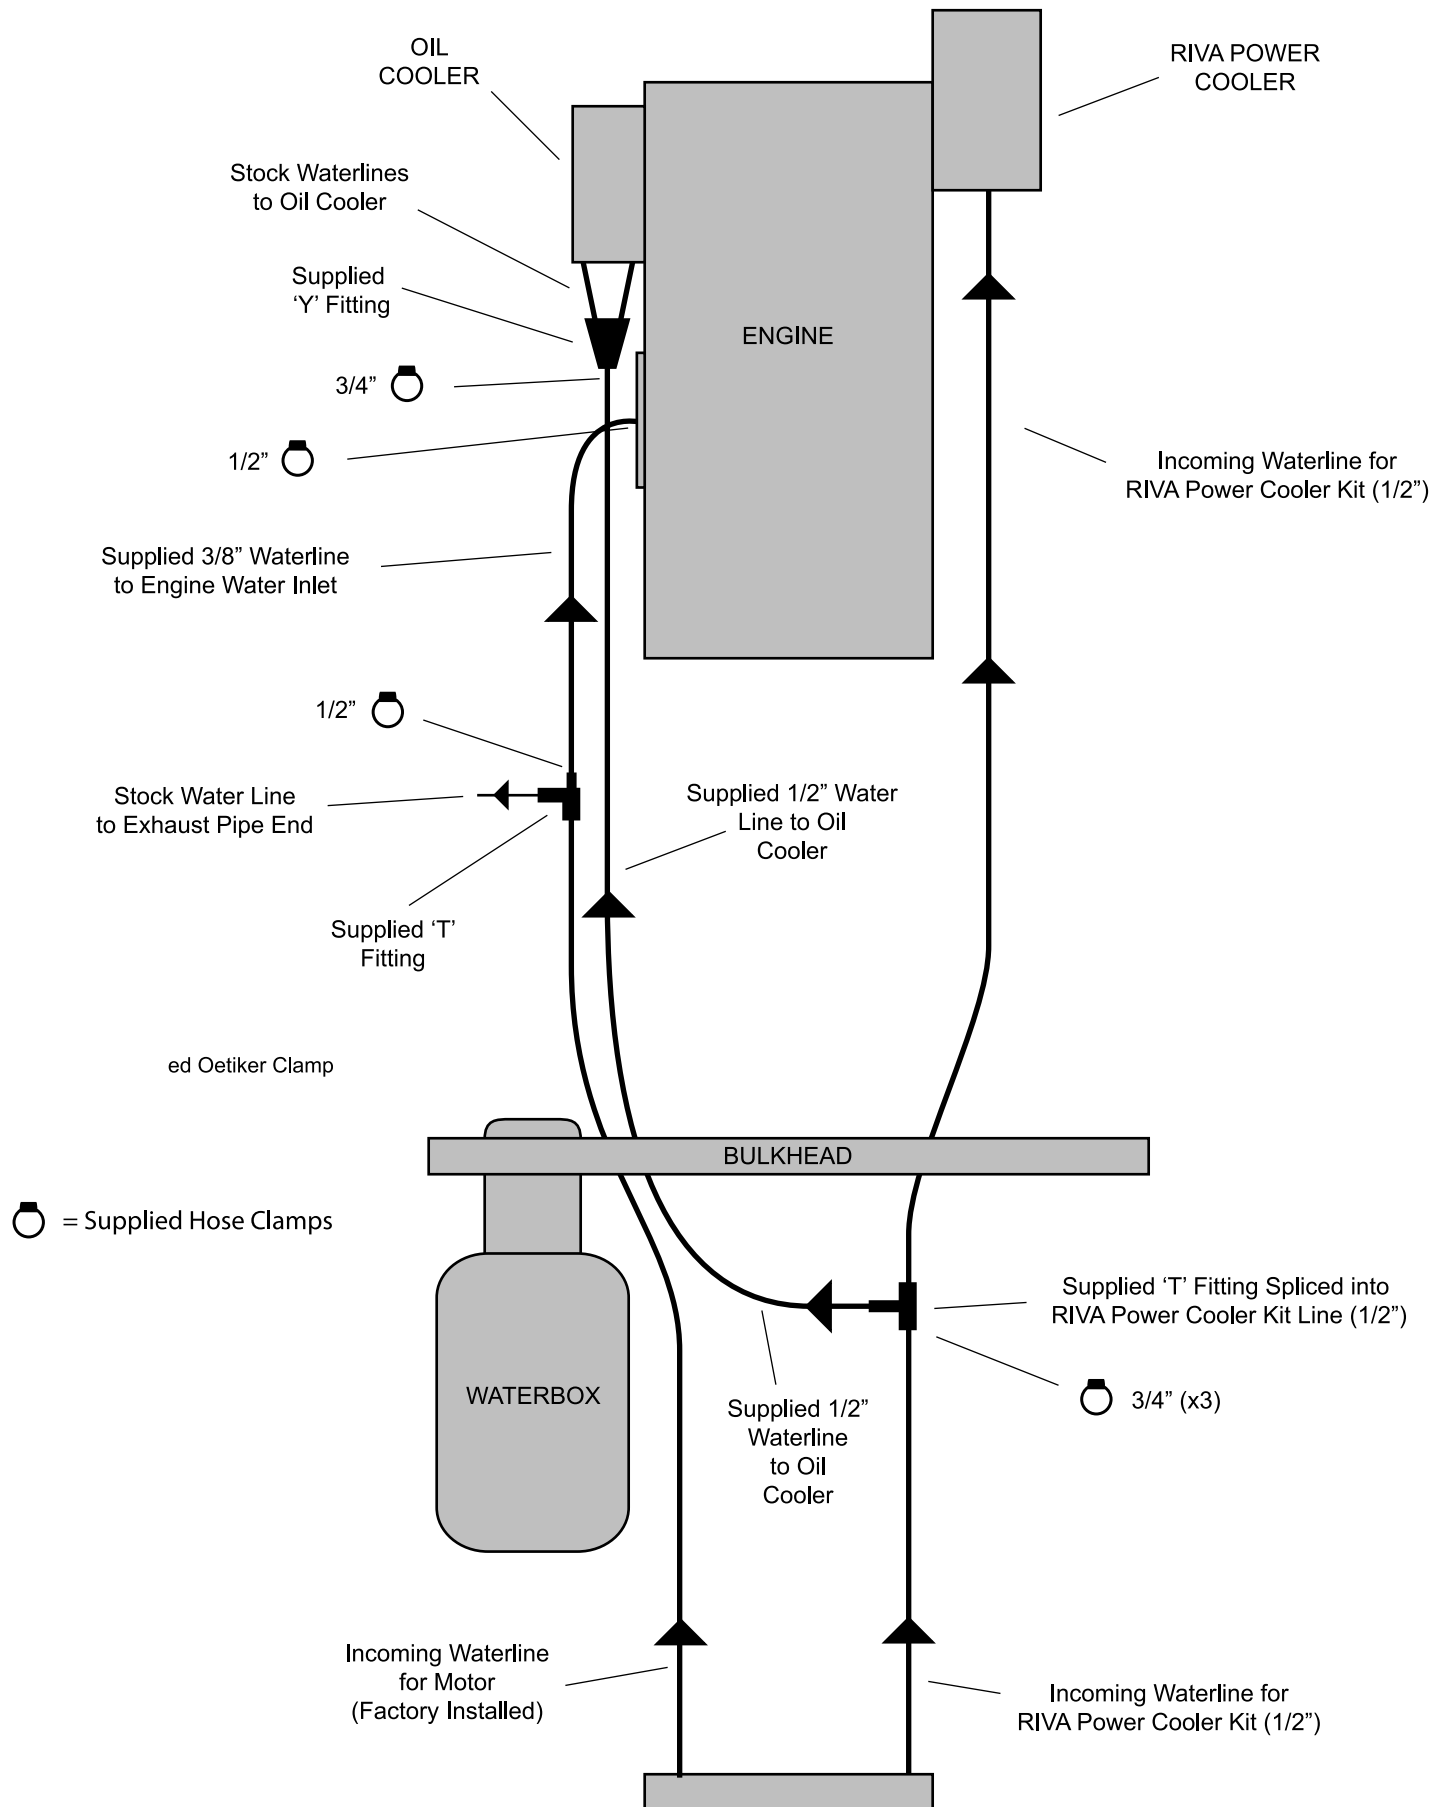 OIL
COOLER
RIVA POWER
COOLER
Stock Waterlines
to Oil Cooler
Supplied
‘Y’ Fitting
ENGINE
3/4”
1/2”
Incoming Waterline for
RIVA Power Cooler Kit (1/2”)
Supplied 3/8” Waterline
to Engine Water Inlet
1/2”
Stock Water Line
to Exhaust Pipe End
Supplied 1/2” Water
Line to Oil
Cooler
Supplied ‘T’
Fitting
ed Oetiker Clamp
BULKHEAD
= Supplied Hose Clamps
Supplied ‘T’ Fitting Spliced into
RIVA Power Cooler Kit Line (1/2”)
WATERBOX
3/4” (x3)
Supplied 1/2”
Waterline
to Oil
Cooler
Incoming Waterline
for Motor
(Factory Installed)
Incoming Waterline for
RIVA Power Cooler Kit (1/2”)